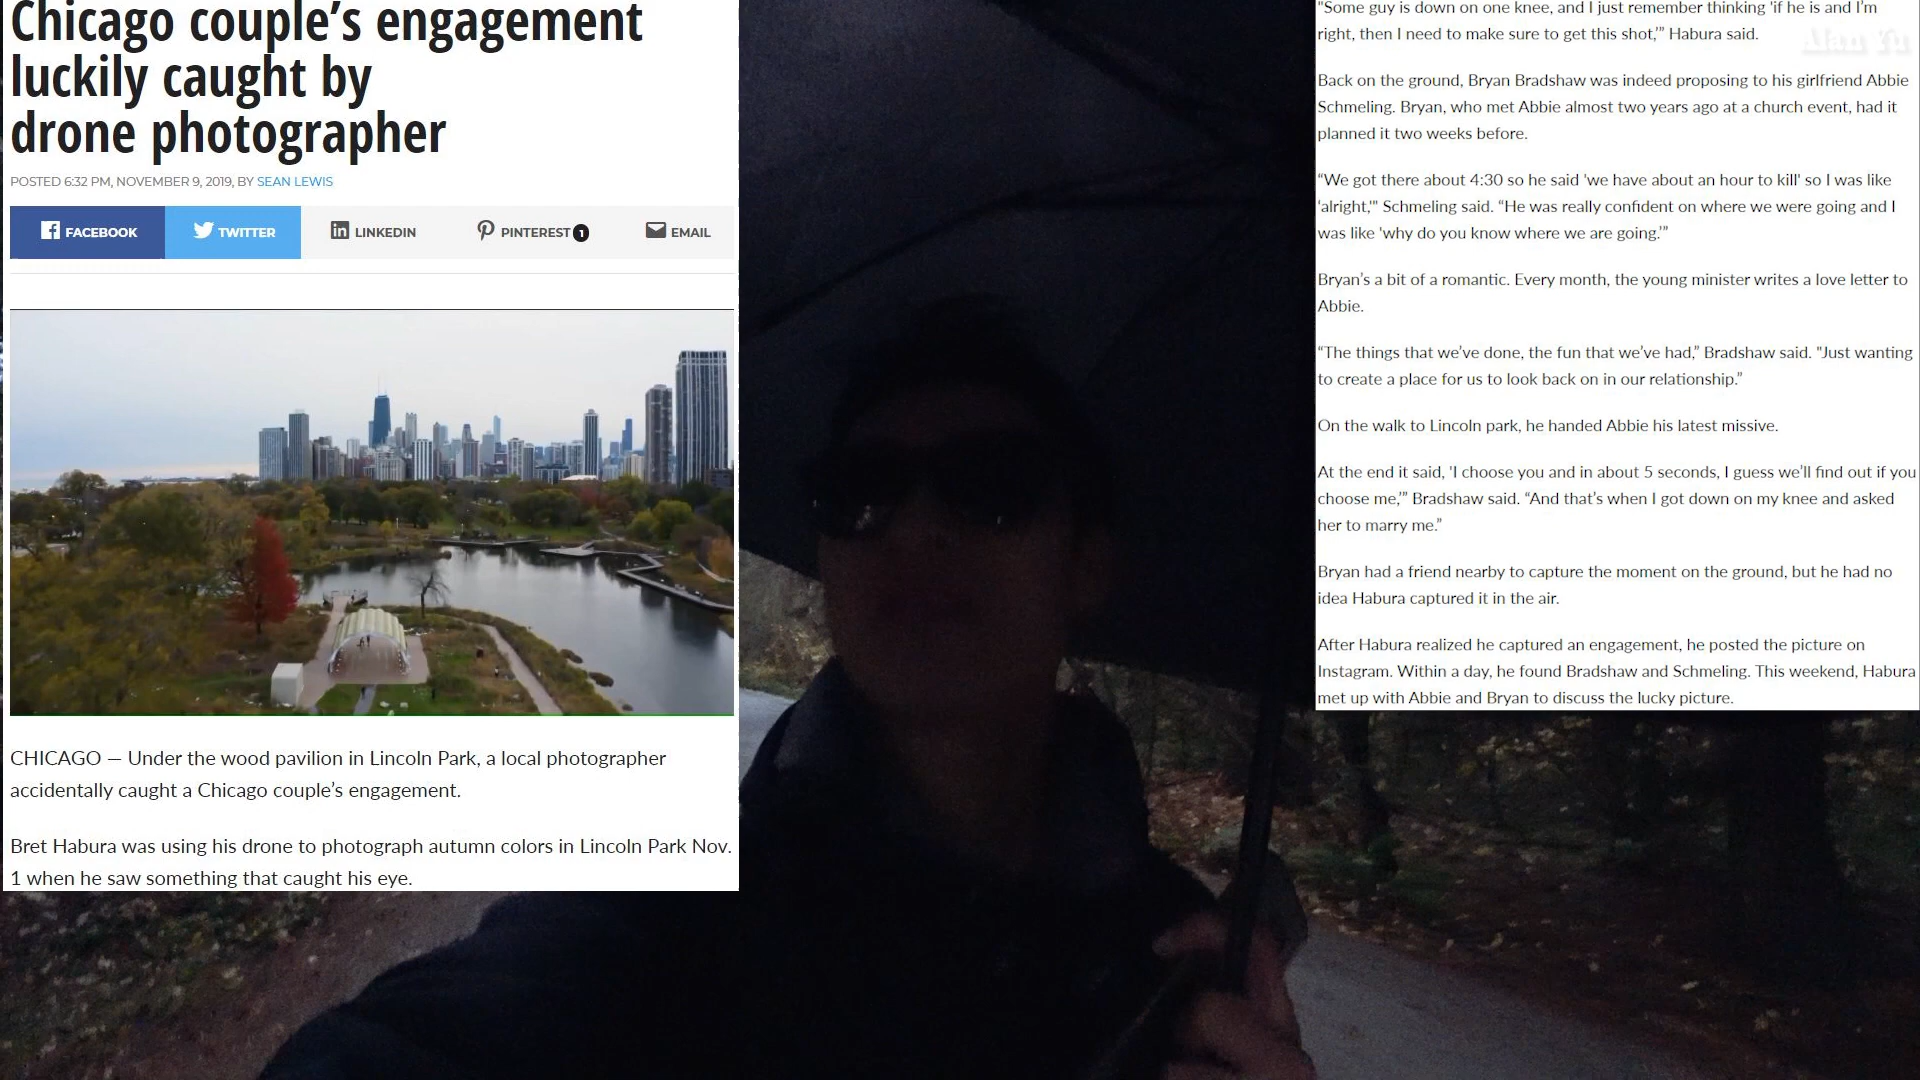 Chicago couple’s engagement
luckily caught by
drone photographer
POSTED 6:32 PM, NOVEMBER 9, 2019, BY SEAN LEWIS
FACEBOOK
TWITTER
LINKEDIN
PINTEREST 1
EMAIL
CHICAGO — Under the wood pavilion in Lincoln Park, a local photographer
accidentally caught a Chicago couple’s engagement.
Bret Habura was using his drone to photograph autumn colors in Lincoln Park Nov.
1 when he saw something that caught his eye.
"Some guy is down on one knee, and I just remember thinking 'if he is and I’m
right, then I need to make sure to get this shot,’” Habura said.
Back on the ground, Bryan Bradshaw was indeed proposing to his girlfriend Abbie
Schmeling. Bryan, who met Abbie almost two years ago at a church event, had it
planned it two weeks before.
“We got there about 4:30 so he said 'we have about an hour to kill' so I was like
‘alright,'" Schmeling said. “He was really confident on where we were going and I
was like 'why do you know where we are going.’”
Bryan’s a bit of a romantic. Every month, the young minister writes a love letter to
Abbie.
“The things that we’ve done, the fun that we’ve had,” Bradshaw said. "Just wanting
to create a place for us to look back on in our relationship.”
On the walk to Lincoln park, he handed Abbie his latest missive.
At the end it said, 'I choose you and in about 5 seconds, I guess we’ll find out if you
choose me,’” Bradshaw said. “And that’s when I got down on my knee and asked
her to marry me.”
Bryan had a friend nearby to capture the moment on the ground, but he had no
idea Habura captured it in the air.
After Habura realized he captured an engagement, he posted the picture on
Instagram. Within a day, he found Bradshaw and Schmeling. This weekend, Habura
met up with Abbie and Bryan to discuss the lucky picture.
Alan Yu